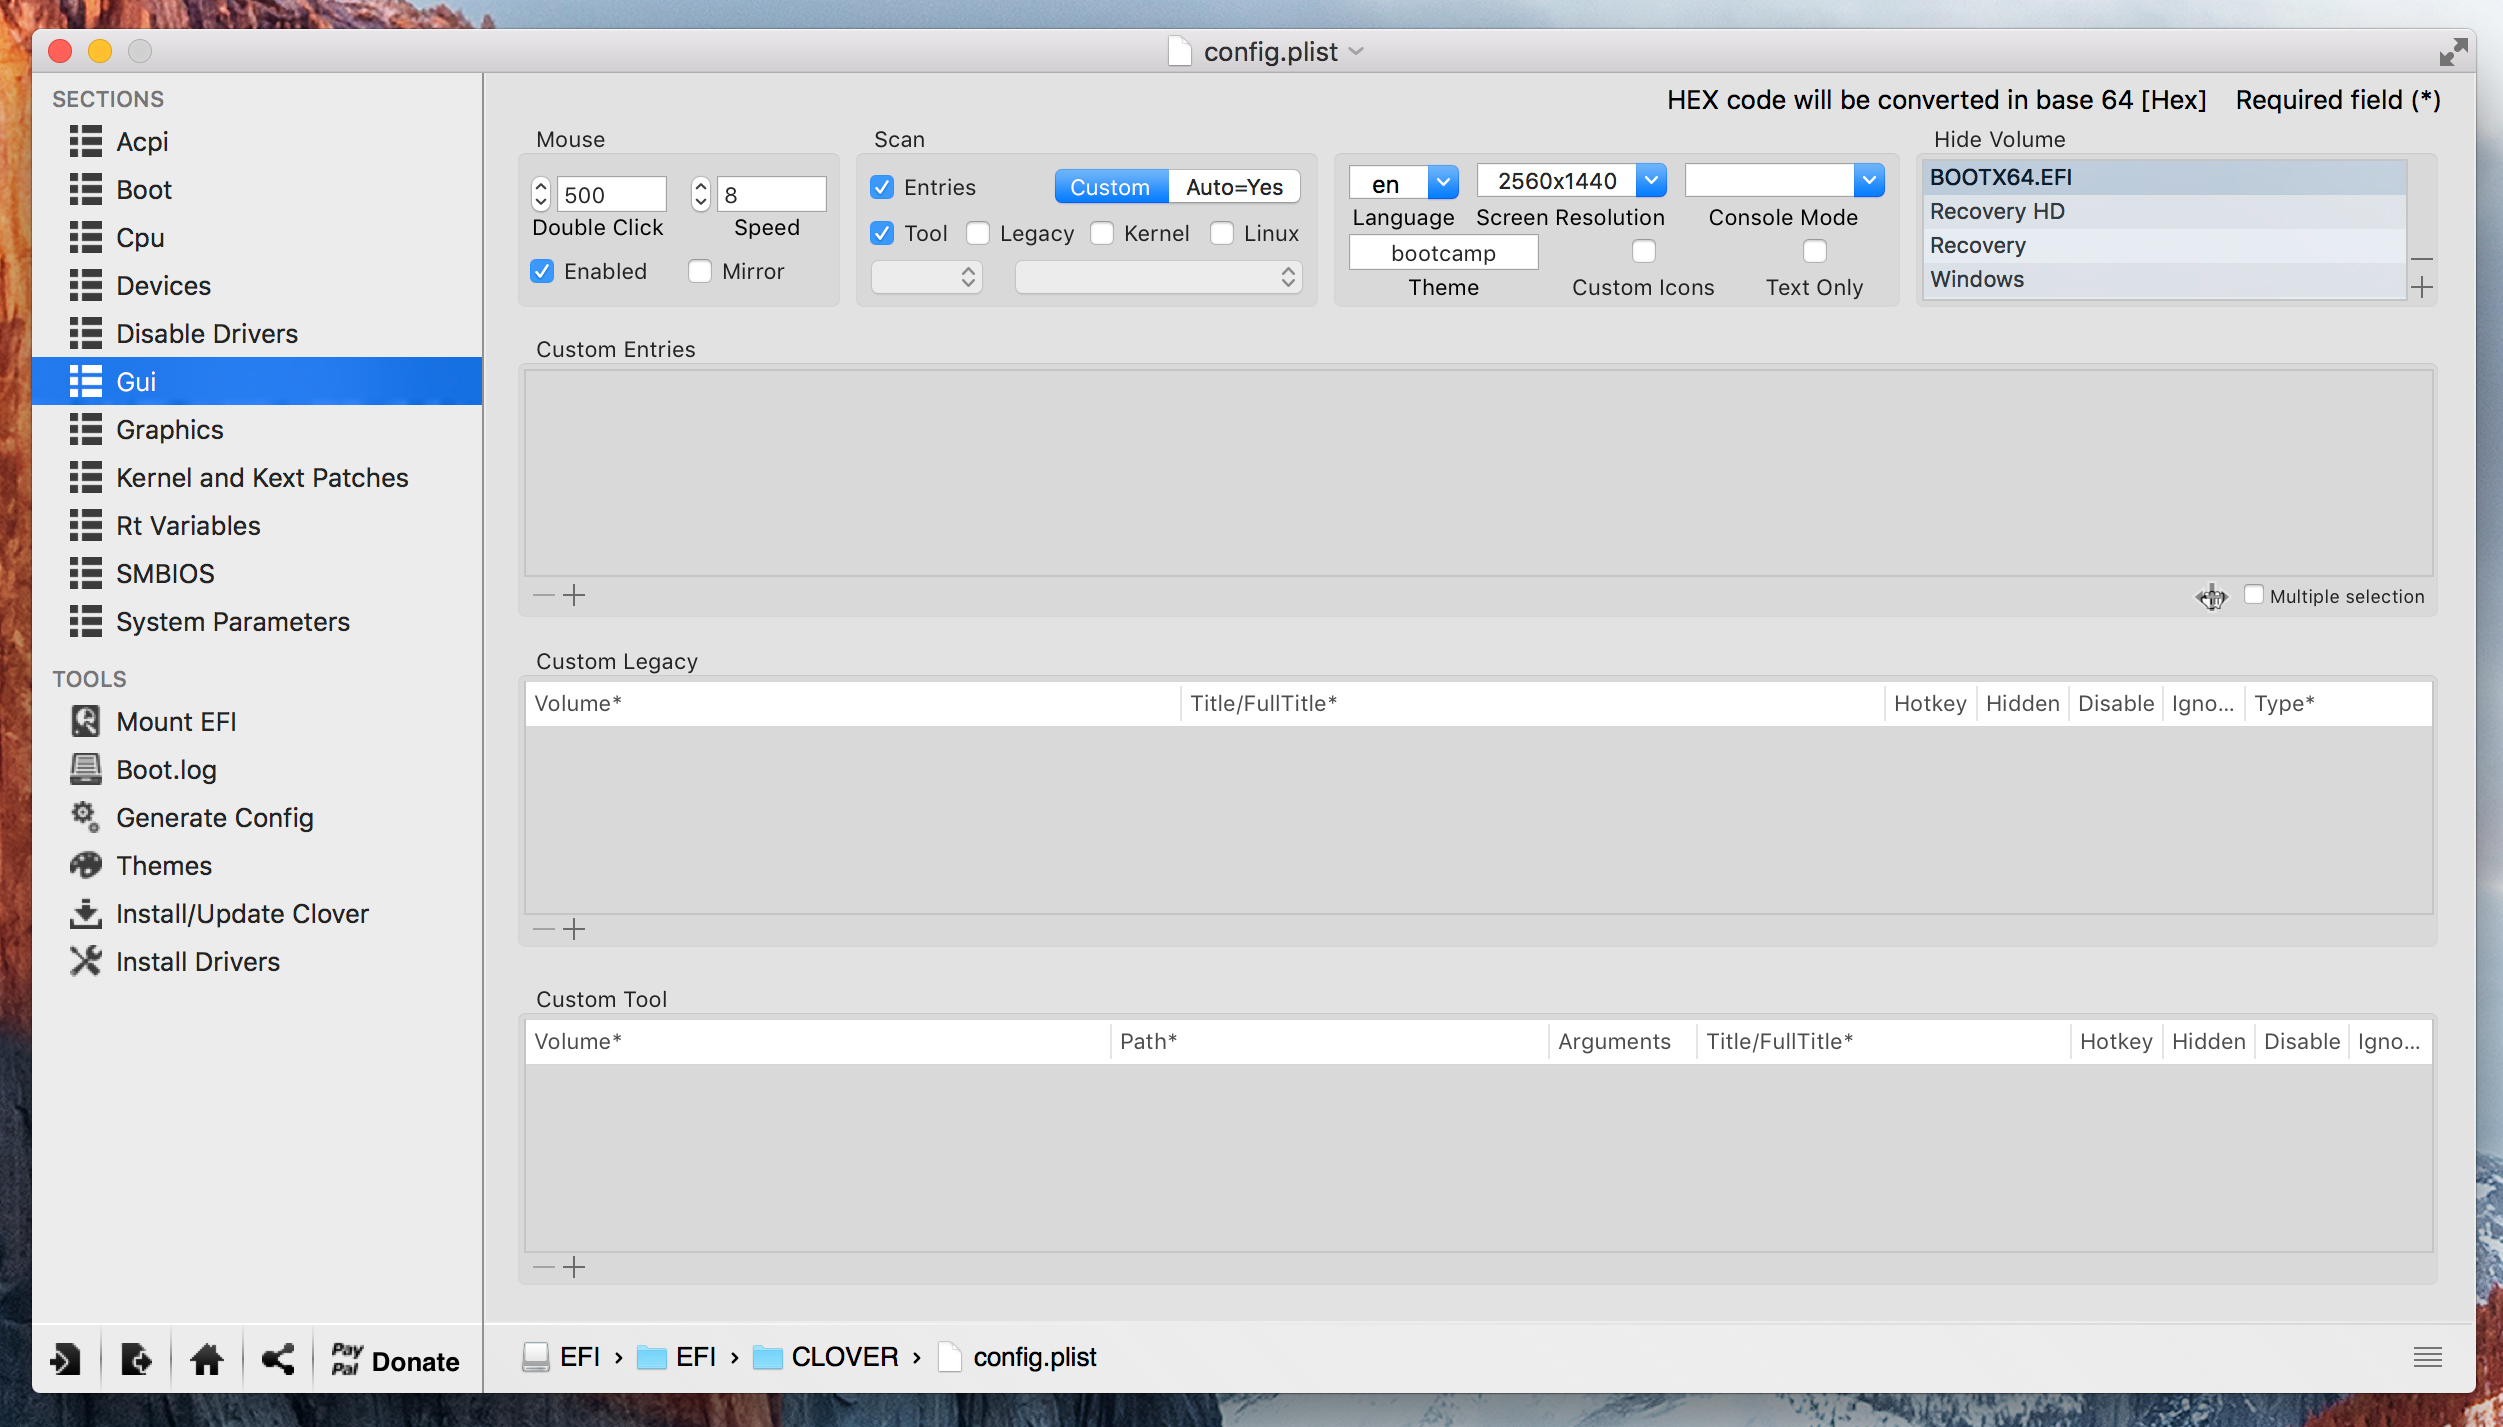 config.plist
SECTIONS
Acpi
Boot
Cpu
Devices
Disable Drivers
Gui
Graphics
Kernel and Kext Patches
Rt Variables
SMBIOS
System Parameters
TOOLS
Mount EFI
Boot.log
Generate Config
Themes
Install/Update Clover
Install Drivers
Pay
Pal
Donate
HEX code will be converted in base 64 [Hex] Required field (*)
Mouse
500 8
Double Click Speed
Enabled Mirror
Scan
Entries Custom Auto=Yes
Tool Legacy Kernel Linux
en 2560x1440
Language Screen Resolution Console Mode
bootcamp
Theme Custom Icons Text Only
Hide Volume
BOOTX64.EFI
Recovery HD
Recovery
Windows
Custom Entries
Multiple selection
Custom Legacy
Volume* Title/FullTitle* Hotkey Hidden Disable Igno... Type*
Custom Tool
Volume* Path* Arguments Title/FullTitle* Hotkey Hidden Disable Igno...
EFI › EFI › CLOVER › config.plist